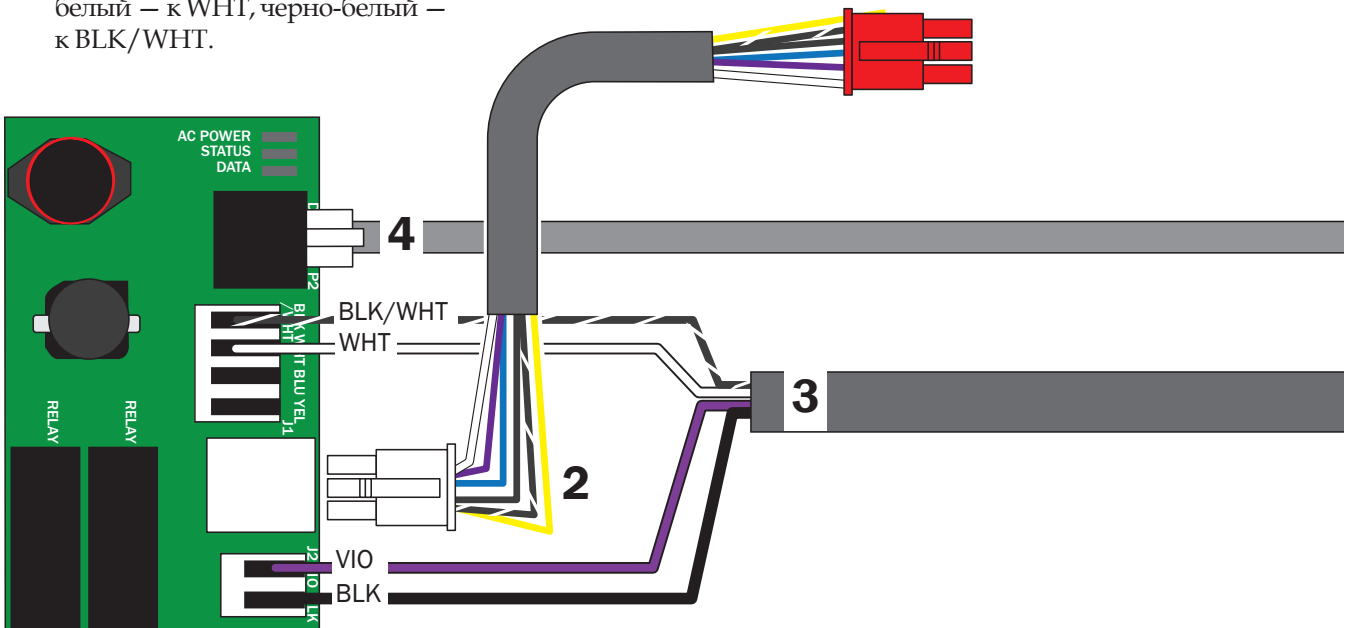 белый – к WHT, черно-белый –
к BLK/WHT.
AC POWER
STATUS
DATA
4
P2
BLK/WHT
WHT
BLU YEL
3
RELAY
RELAY
J1
2
J2
VIO
BLK